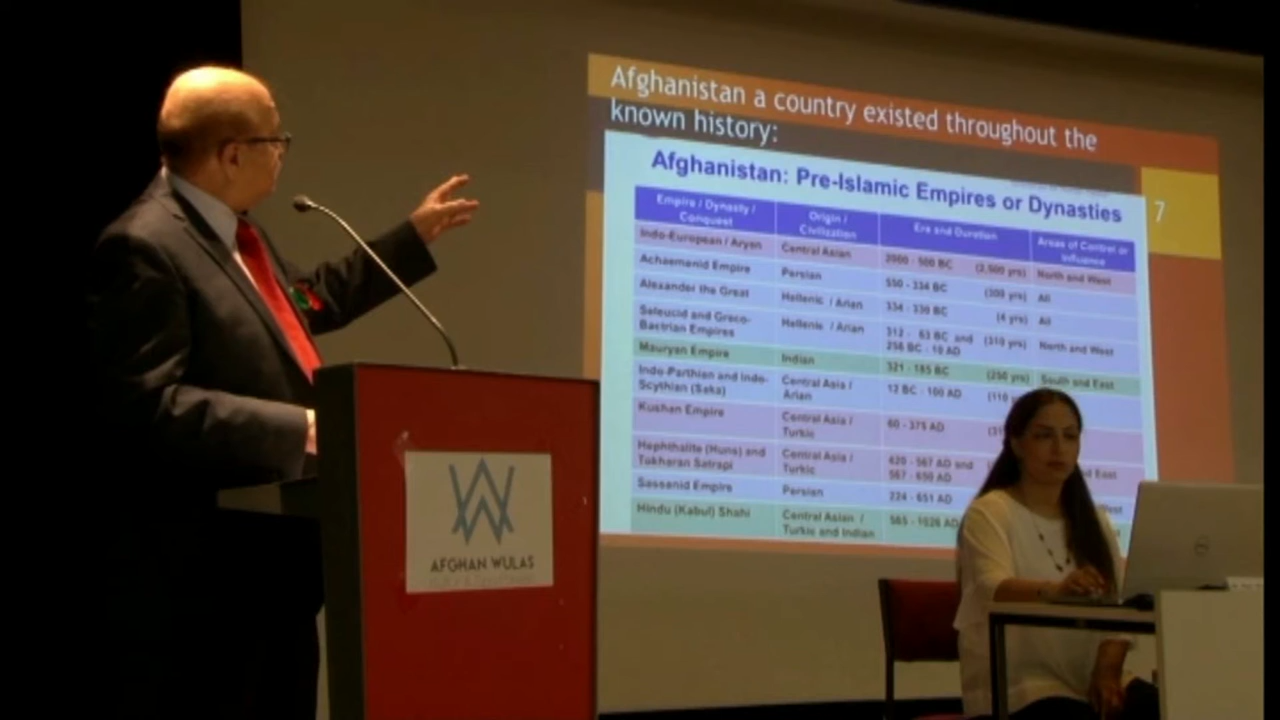 Afghanistan a country existed throughout the
known history:
7
Afghanistan: Pre-Islamic Empires or Dynasties
Empire / Dynasty / Conquest
Origin / Civilization
Era and Duration
Areas of Control or Influence
Indo-European / Aryan Central Asian 2000 - 500 BC (2,500 yrs) North and West
Achaemenid Empire Persian 550 - 334 BC (300 yrs) All
Alexander the Great Hellenic / Arian 334 - 330 BC (4 yrs) All
Seleucid and Greco-
Bactrian Empires Hellenic / Arian 312 - 63 BC and (310 yrs) North and West
256 BC - 10 AD
Mauryan Empire Indian 321 - 185 BC (250 yrs) South and East
Indo-Parthian and Indo-
Scythian (Saka) Central Asia / Arian 12 BC - 100 AD (110
Kushan Empire Central Asia / Turkic 60 - 375 AD
Hephthalite (Huns) and
Tokharan Satrapi Central Asia / Turkic 420 - 567 AD and
567 - 650 AD
East
Sassanid Empire Persian 224 - 651 AD
West
Hindu (Kabul) Shahi Central Asian / Turkic and Indian 565 - 1026 AD
AFGHAN WULAS